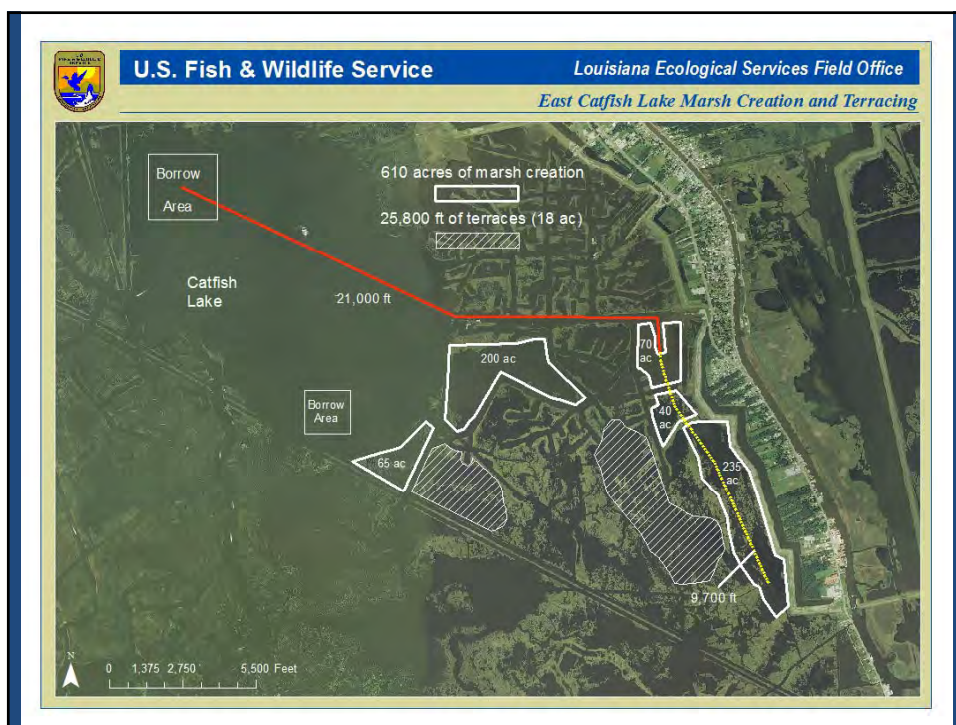 U.S. Fish & Wildlife Service
Louisiana Ecological Services Field Office
East Catfish Lake Marsh Creation and Terracing
Borrow
Area
610 acres of marsh creation
25,800 ft of terraces (18 ac)
Catfish
Lake
21,000 ft
70
ac
200 ac
Borrow
Area
40
ac
65 ac
235
ac
9,700 ft
N
0 1,375 2,750 5,500 Feet